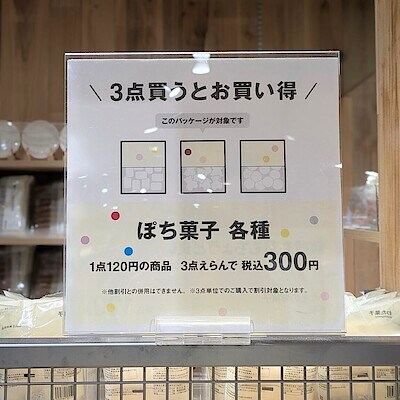 \ 3点買うとお買い得 /
このパッケージが対象です
ぽち菓子 各種
1点120円の商品 3点えらんで 税込300円
※他割引との併用はできません。 ※3点単位でのご購入で割引対象となります。